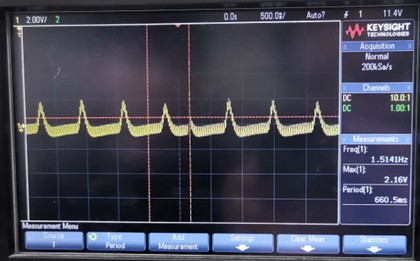 1 2.00V/ 2 0.0s 500.0%/ Auto? 1 11.4V
KEYSIGHT
TECHNOLOGIES
Acquisition
Normal
200kSa/s
Channels
DC 10.0:1
DC 1.00:1
Measurements
Freq(1):
1.5141Hz
Max(1):
2.16V
Period(1):
660.5ms
Measurement Menu
Source Type Add Settings Clear Meas Statistics
1 Period Measurement